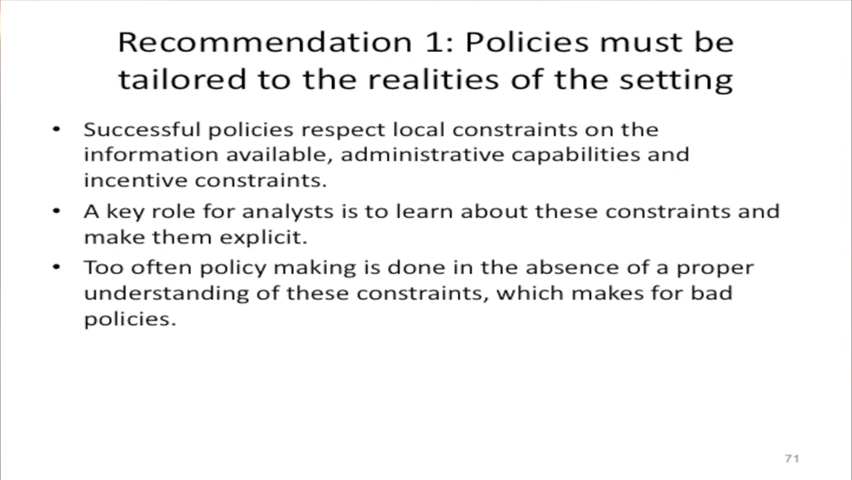 Recommendation 1: Policies must be
tailored to the realities of the setting
• Successful policies respect local constraints on the
information available, administrative capabilities and
incentive constraints.
• A key role for analysts is to learn about these constraints and
make them explicit.
• Too often policy making is done in the absence of a proper
understanding of these constraints, which makes for bad
policies.
71